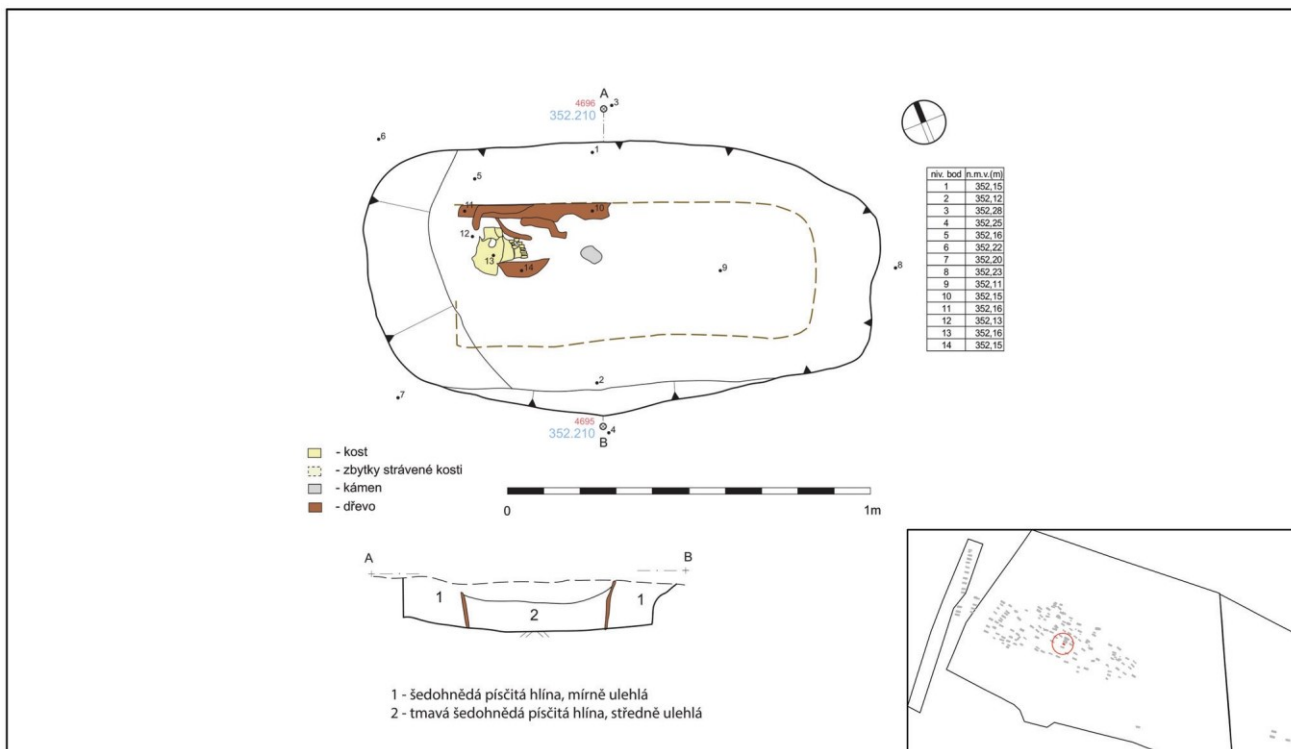 A
4696
3
352.210
6
1
5
11
10
12
13
14
9
8
2
7
4695
352.210
4
B
niv. bod n.m.v.(m)
1 352,15
2 352,12
3 352,28
4 352,25
5 352,16
6 352,22
7 352,20
8 352,23
9 352,11
10 352,15
11 352,16
12 352,13
13 352,16
14 352,15
- kost
- zbytky strávené kosti
- kámen
- dřevo
0 1m
A B
1 2 1
1 - šedohnědá písčitá hlína, mírně ulehlá
2 - tmavá šedohnědá písčitá hlína, středně ulehlá